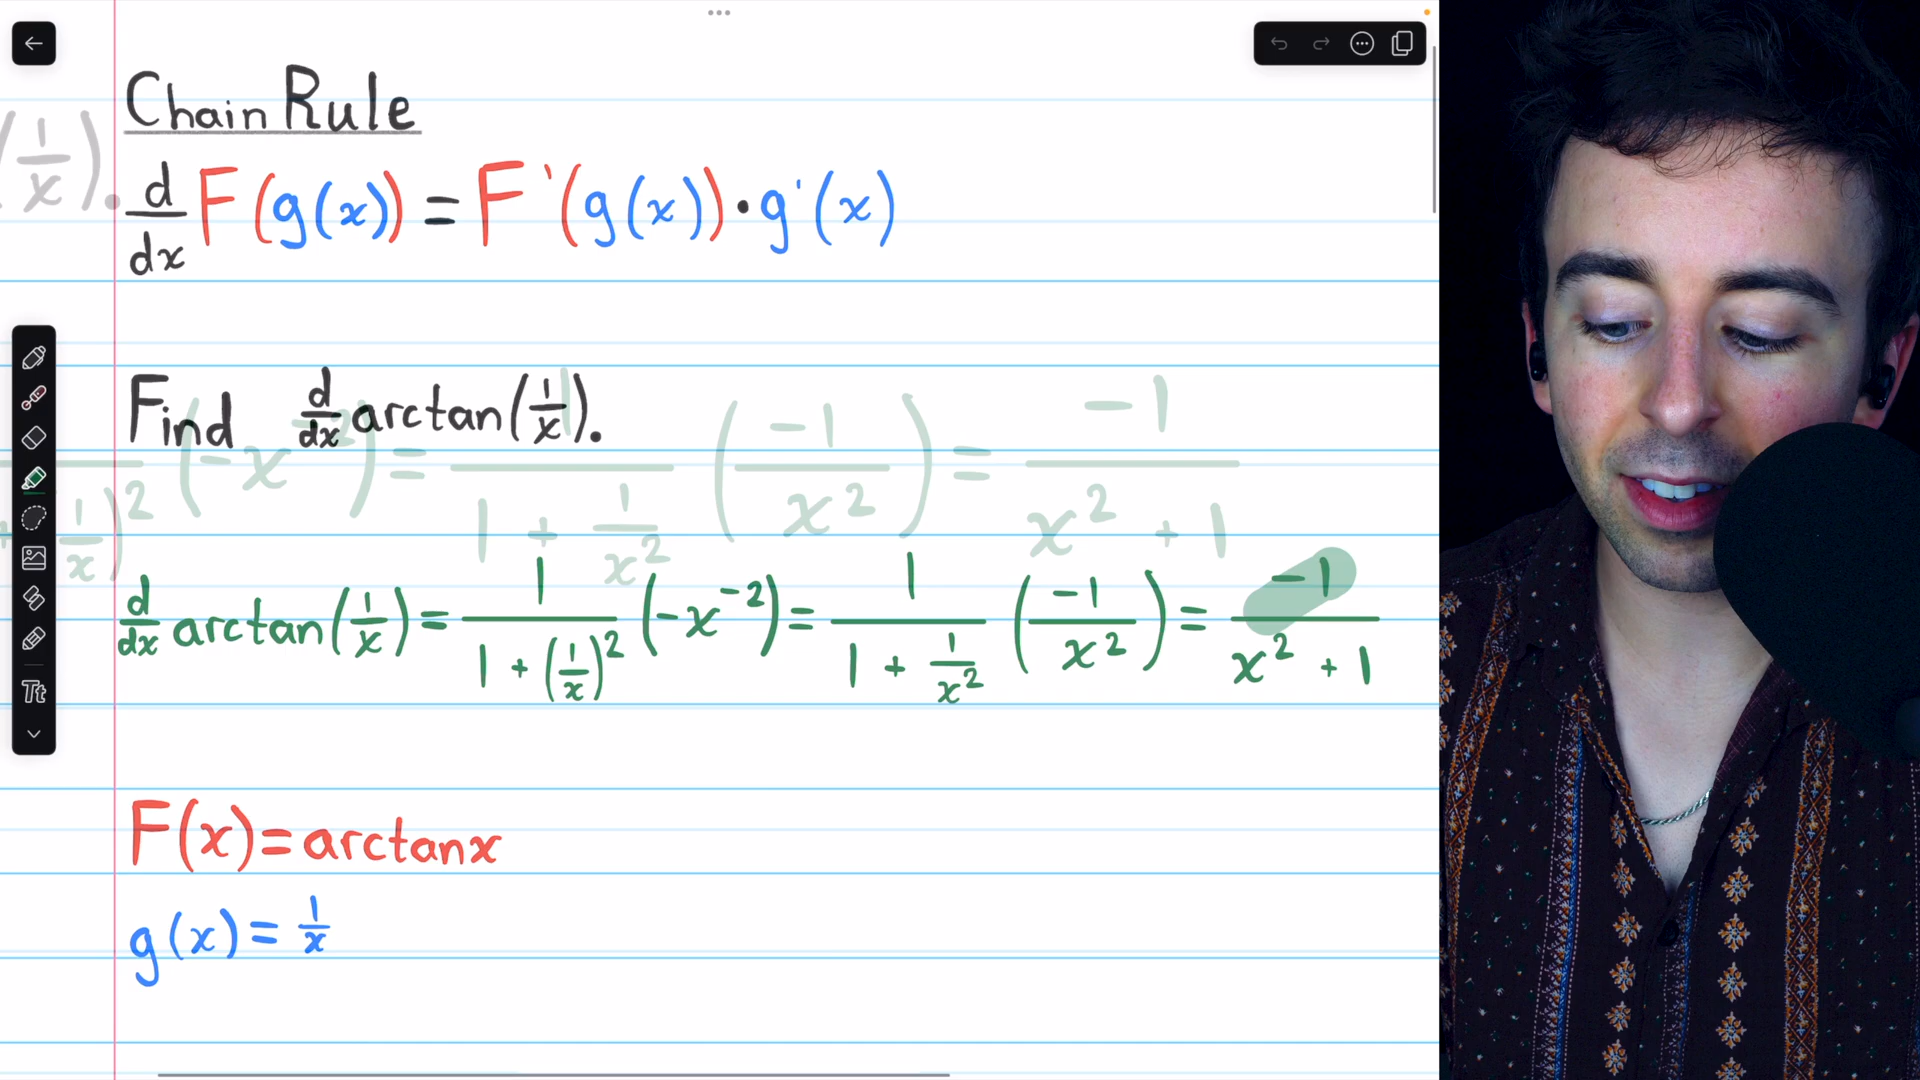 Chain Rule
d/dx F(g(x)) = F'(g(x)) · g'(x)
Find d/dx arctan(1/x).
d/dx arctan(1/x) = 1/(1 + (1/x)²) (-x⁻²) = 1/(1 + 1/x²) (-1/x²) = -1/(x² + 1)
F(x) = arctanx
g(x) = 1/x
Tt